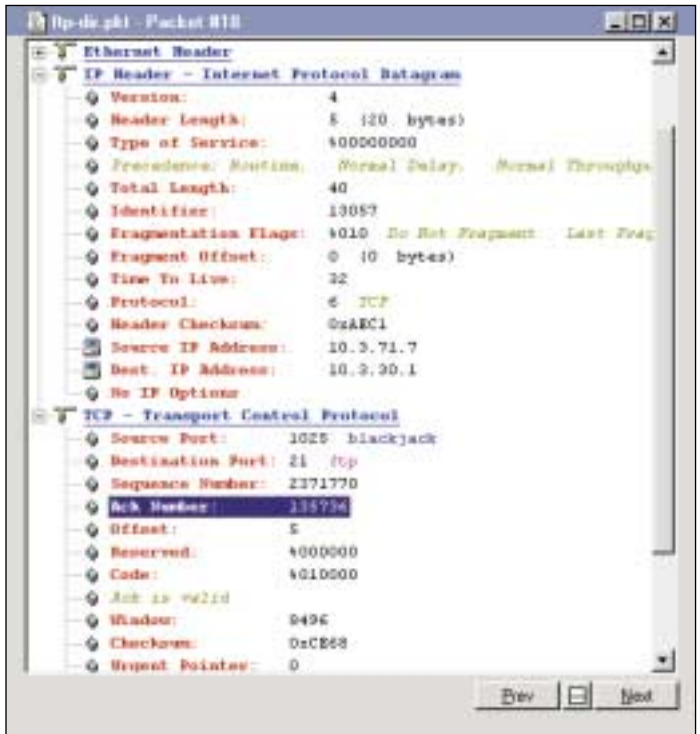 ftp-dir.pkt - Packet #18
Ethernet Header
IP Header - Internet Protocol Datagram
Version: 4
Header Length: 5 (20 bytes)
Type of Service: %00000000
Precedence: Routine, Normal Delay, Normal Throughpu
Total Length: 40
Identifier: 13057
Fragmentation Flags: %010 Do Not Fragment Last Frag
Fragment Offset: 0 (0 bytes)
Time To Live: 32
Protocol: 6 TCP
Header Checksum: 0xAEC1
Source IP Address: 10.3.71.7
Dest. IP Address: 10.3.30.1
No IP Options
TCP - Transport Control Protocol
Source Port: 1025 blackjack
Destination Port: 21 ftp
Sequence Number: 2371770
Ack Number:
Offset: 5
Reserved: %000000
Code: %010000
Ack is valid
Window: 8496
Checksum: 0xCE68
Urgent Pointer: 0
Prev
Next